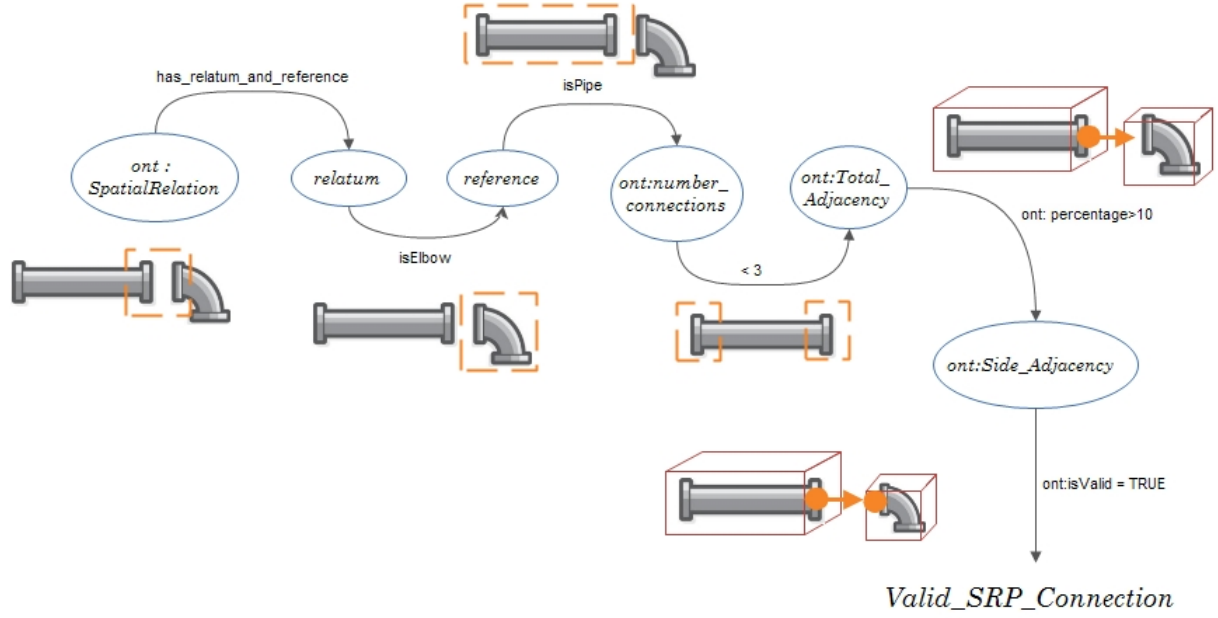 has_relatum_and_reference
isPipe
ont :
SpatialRelation
relatum
reference
ont:number_
connections
ont:Total_
Adjacency
ont: percentage>10
isElbow
< 3
ont:Side_Adjacency
ont:isValid = TRUE
Valid_SRP_Connection